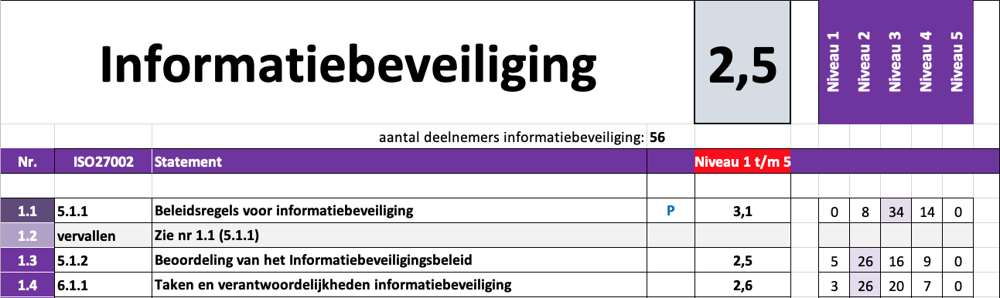 Informatiebeveiliging 2,5 Niveau 1 Niveau 2 Niveau 3 Niveau 4 Niveau 5
aantal deelnemers informatiebeveiliging: 56
Nr. ISO27002 Statement Niveau 1 t/m 5
1.1 5.1.1 Beleidsregels voor informatiebeveiliging P 3,1 0 8 34 14 0
1.2 vervallen Zie nr 1.1 (5.1.1)
1.3 5.1.2 Beoordeling van het Informatiebeveiligingsbeleid 2,5 5 26 16 9 0
1.4 6.1.1 Taken en verantwoordelijkheden informatiebeveiliging 2,6 3 26 20 7 0